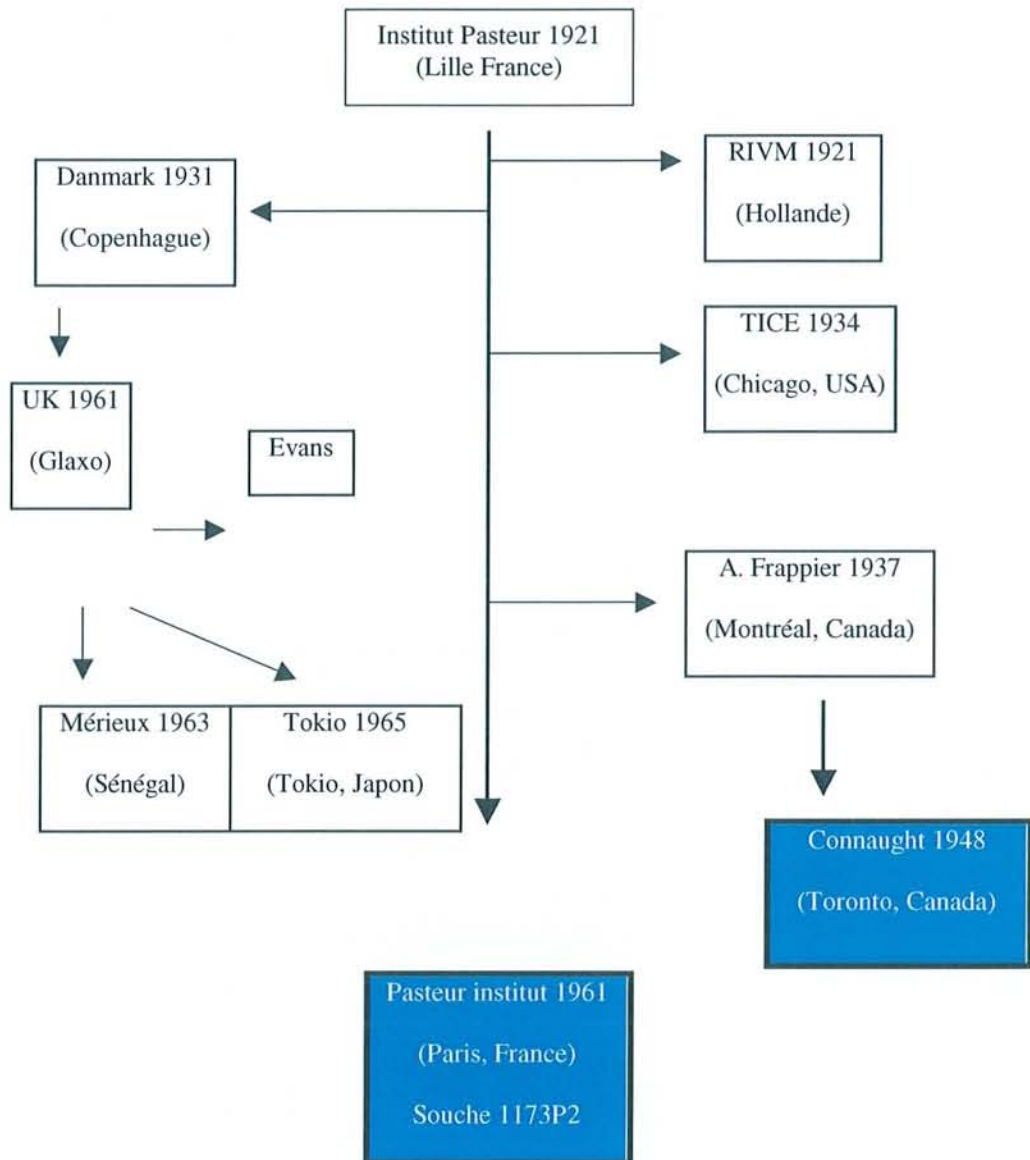 Institut Pasteur 1921
(Lille France)
RIVM 1921
(Hollande)
Danmark 1931
(Copenhague)
TICE 1934
(Chicago, USA)
UK 1961
(Glaxo)
Evans
A. Frappier 1937
(Montréal, Canada)
Mérieux 1963
(Sénégal)
Tokio 1965
(Tokio, Japon)
Connaught 1948
(Toronto, Canada)
Pasteur institut 1961
(Paris, France)
Souche 1173P2